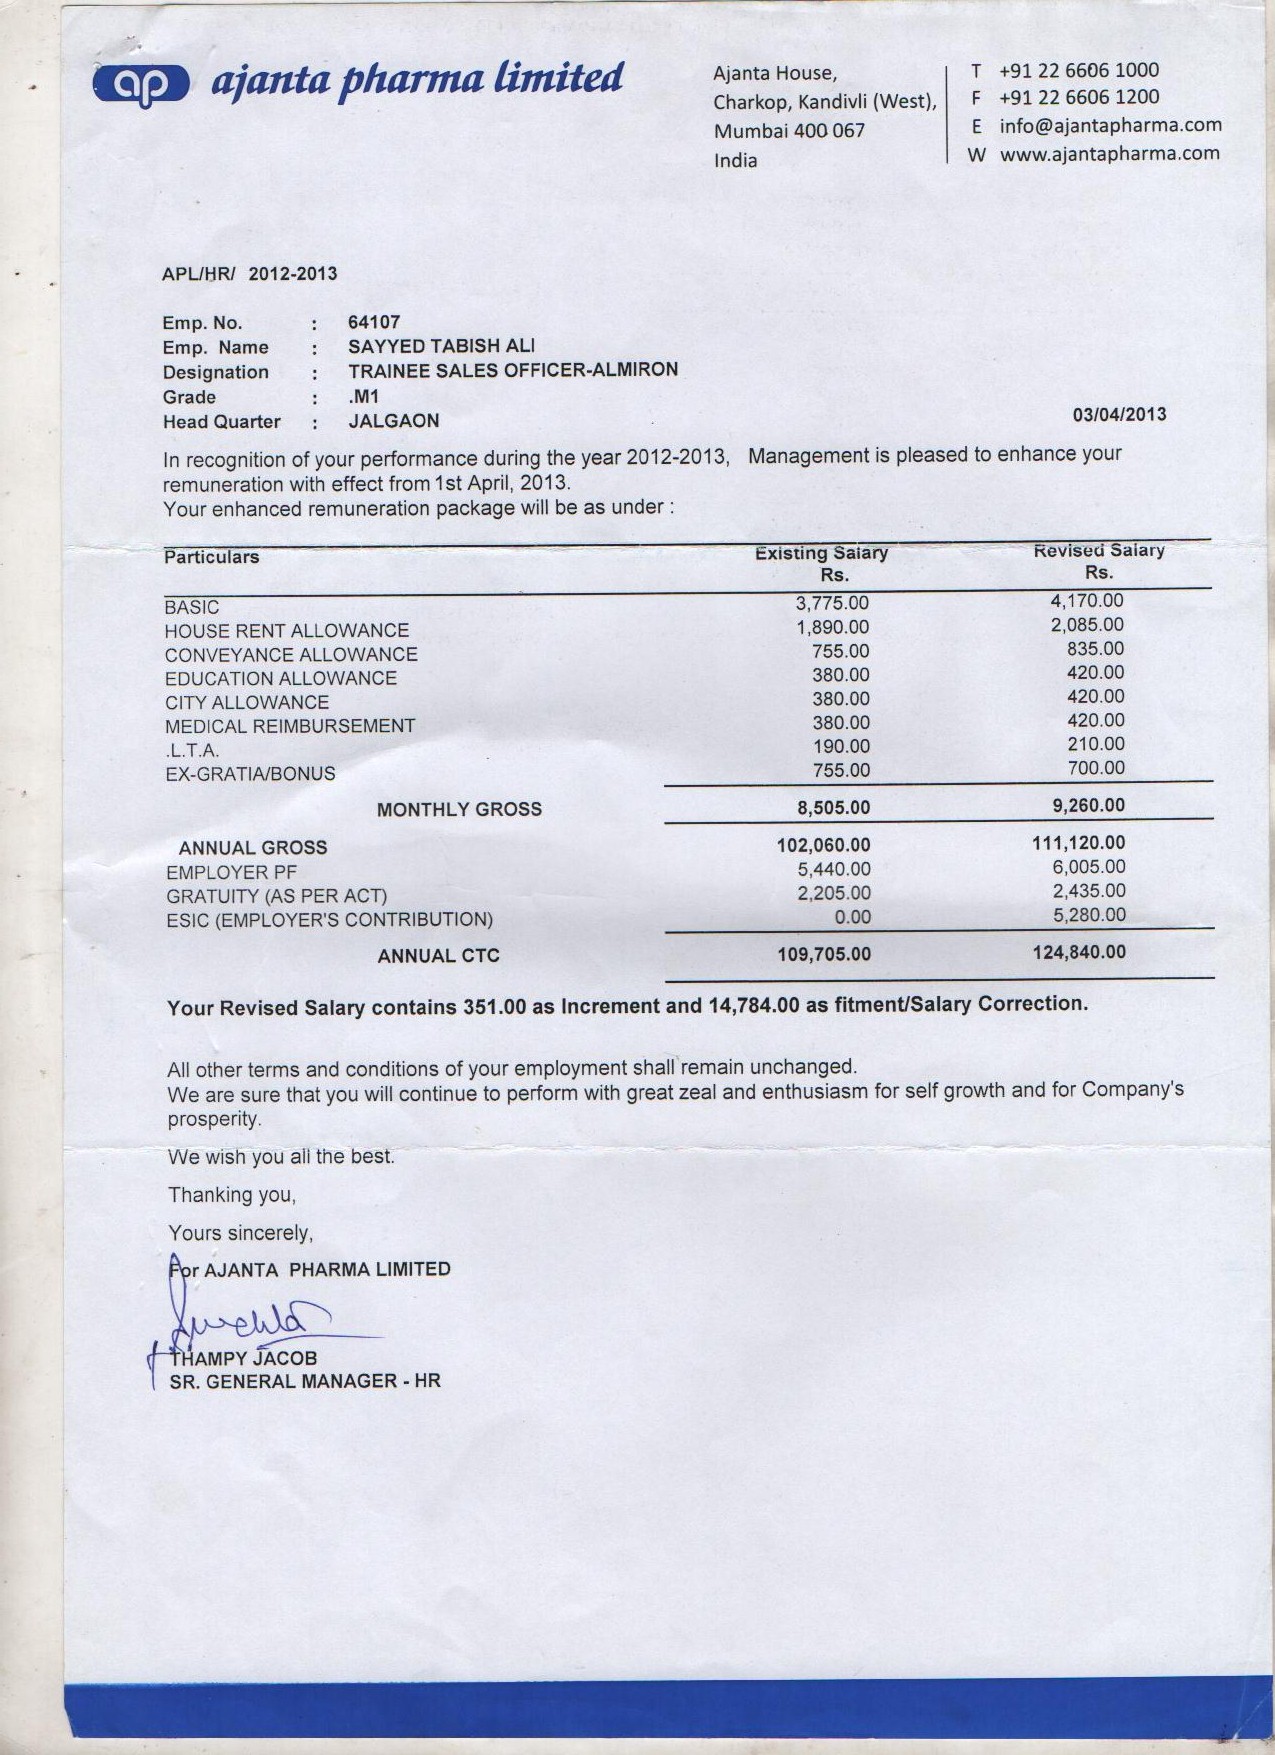 ap ajanta pharma limited
Ajanta House,
Charkop, Kandivli (West),
Mumbai 400 067
India
T +91 22 6606 1000
F +91 22 6606 1200
E info@ajantapharma.com
W www.ajantapharma.com
APL/HR/ 2012-2013
Emp. No. : 64107
Emp. Name : SAYYED TABISH ALI
Designation : TRAINEE SALES OFFICER-ALMIRON
Grade : .M1
Head Quarter : JALGAON
03/04/2013
In recognition of your performance during the year 2012-2013, Management is pleased to enhance your
remuneration with effect from 1st April, 2013.
Your enhanced remuneration package will be as under :
Particulars Existing Salary Revised Salary
Rs. Rs.
BASIC 3,775.00 4,170.00
HOUSE RENT ALLOWANCE 1,890.00 2,085.00
CONVEYANCE ALLOWANCE 755.00 835.00
EDUCATION ALLOWANCE 380.00 420.00
CITY ALLOWANCE 380.00 420.00
MEDICAL REIMBURSEMENT 380.00 420.00
.L.T.A. 190.00 210.00
EX-GRATIA/BONUS 755.00 700.00
MONTHLY GROSS 8,505.00 9,260.00
ANNUAL GROSS 102,060.00 111,120.00
EMPLOYER PF 5,440.00 6,005.00
GRATUITY (AS PER ACT) 2,205.00 2,435.00
ESIC (EMPLOYER'S CONTRIBUTION) 0.00 5,280.00
ANNUAL CTC 109,705.00 124,840.00
Your Revised Salary contains 351.00 as Increment and 14,784.00 as fitment/Salary Correction.
All other terms and conditions of your employment shall remain unchanged.
We are sure that you will continue to perform with great zeal and enthusiasm for self growth and for Company's
prosperity.
We wish you all the best.
Thanking you,
Yours sincerely,
For AJANTA PHARMA LIMITED
THAMPY JACOB
SR. GENERAL MANAGER - HR